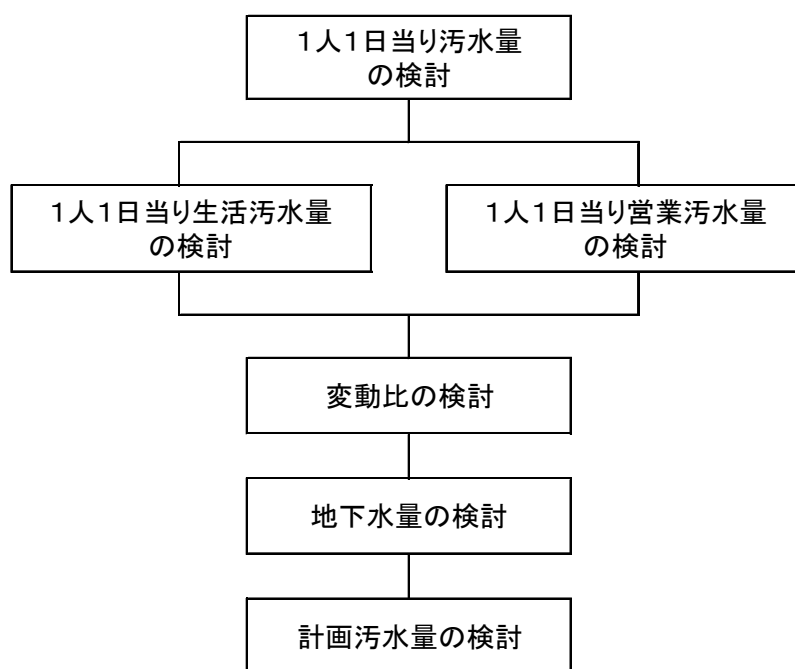 １人１日当り汚水量
の検討
１人１日当り生活汚水量
の検討
１人１日当り営業汚水量
の検討
変動比の検討
地下水量の検討
計画汚水量の検討